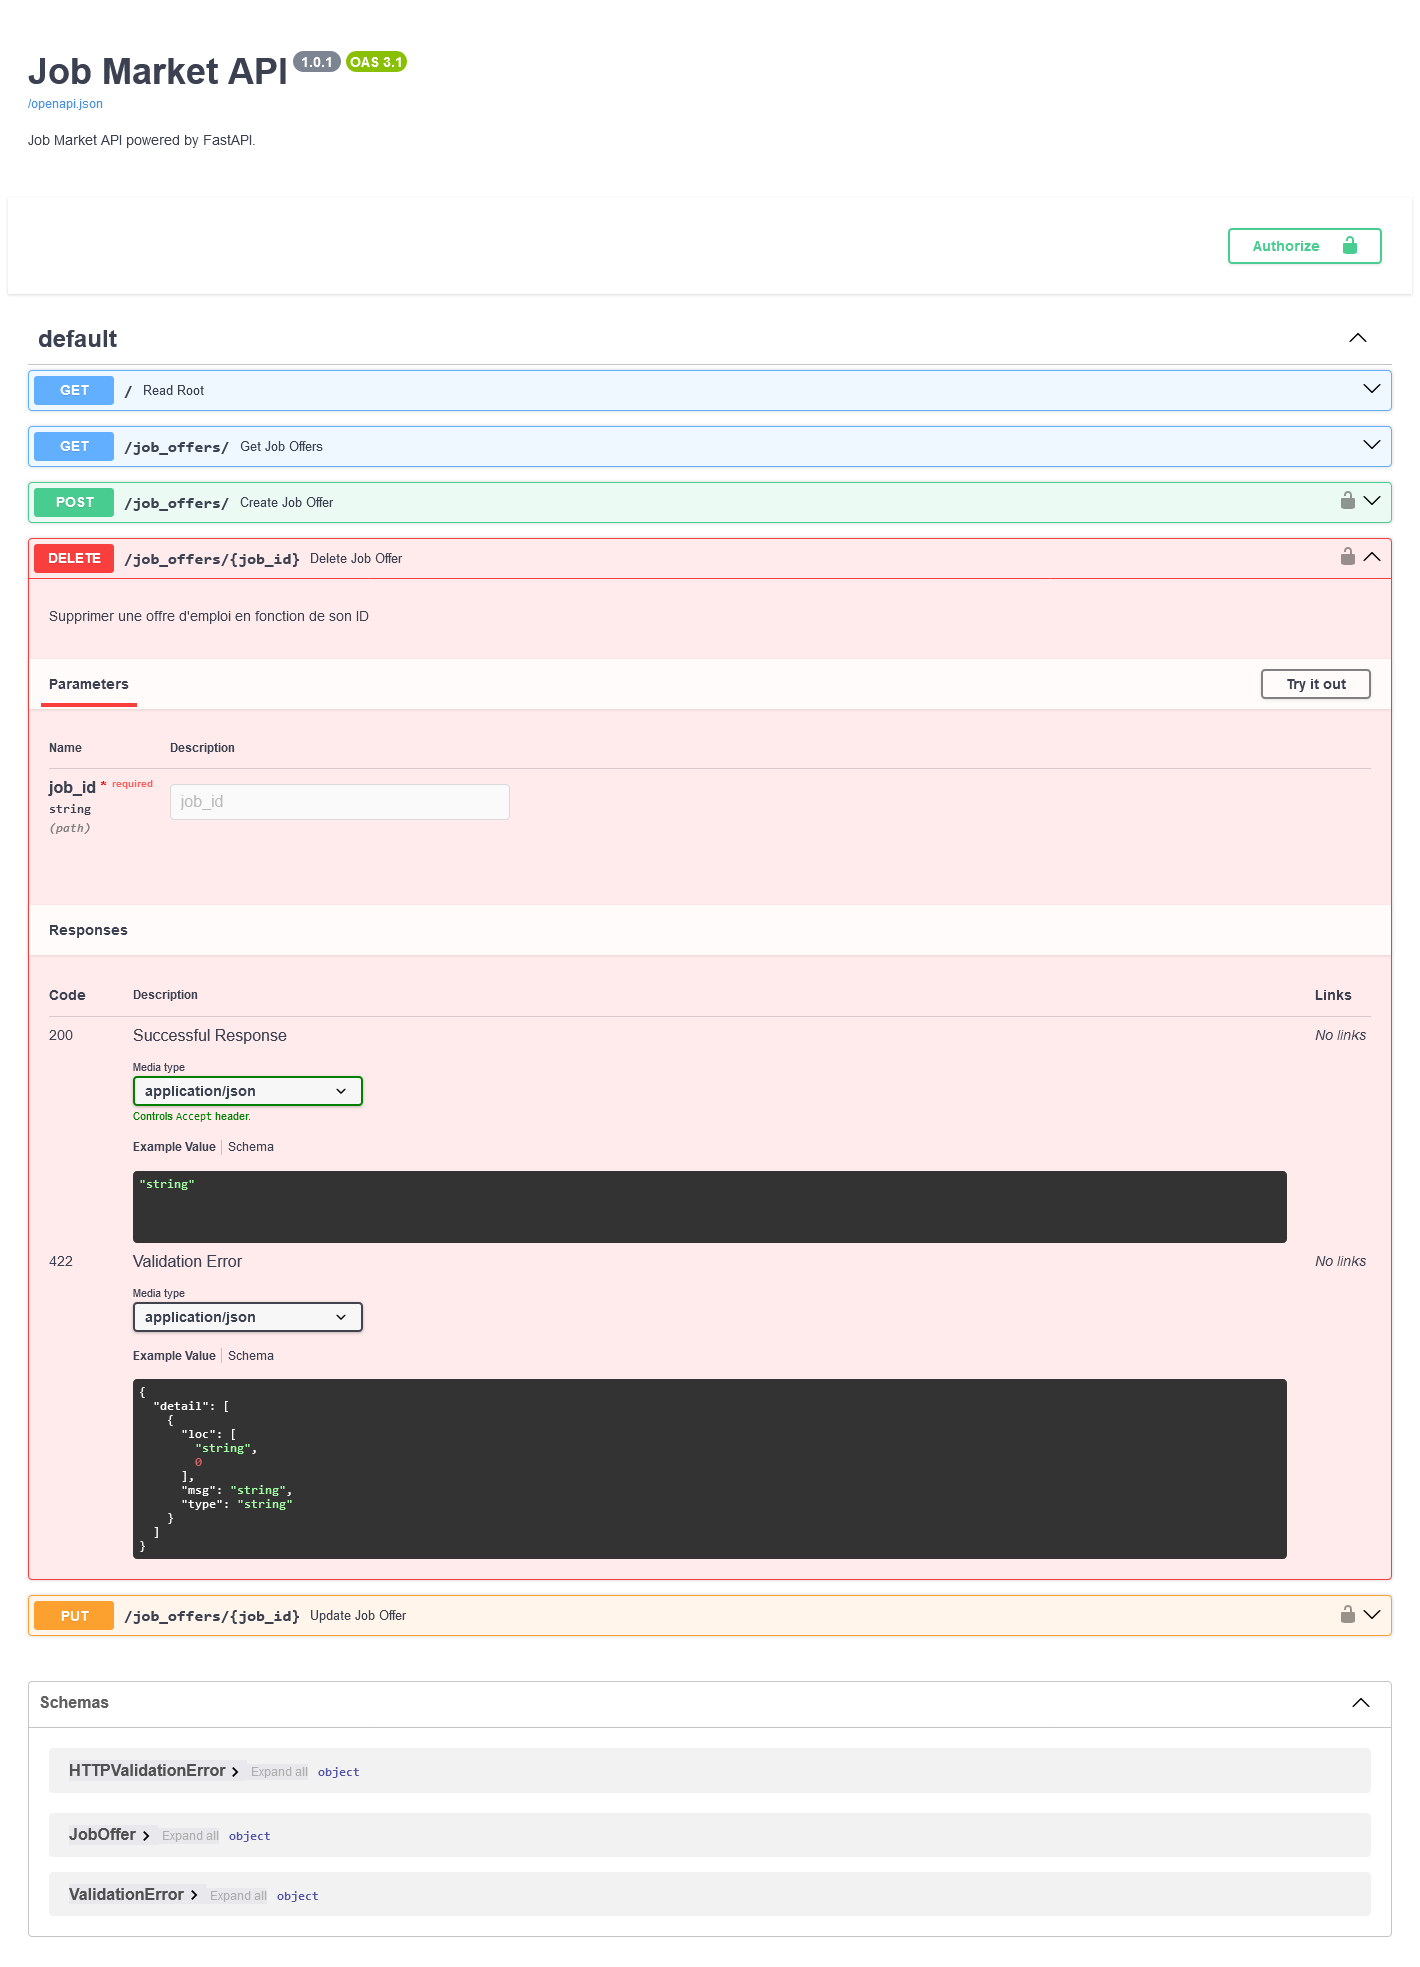 Job Market API 1.0.1 OAS 3.1
/openapi.json
Job Market API powered by FastAPI.
Authorize
default
GET / Read Root
GET /job_offers/ Get Job Offers
POST /job_offers/ Create Job Offer
DELETE /job_offers/{job_id} Delete Job Offer
Supprimer une offre d'emploi en fonction de son ID
Parameters Try it out
Name Description
job_id * required job_id
string
(path)
Responses
Code Description Links
200 Successful Response No links
Media type
application/json
Controls Accept header.
Example Value Schema
"string"
422 Validation Error No links
Media type
application/json
Example Value Schema
{
"detail": [
{
"loc": [
"string",
0
],
"msg": "string",
"type": "string"
}
]
}
PUT /job_offers/{job_id} Update Job Offer
Schemas
HTTPValidationError Expand all object
JobOffer Expand all object
ValidationError Expand all object